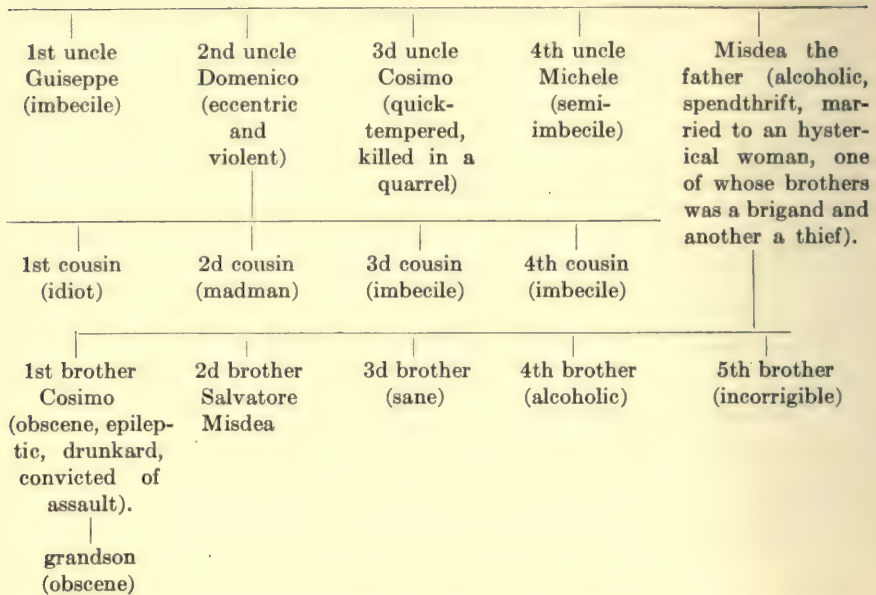 1st uncle
Guiseppe
(imbecile)
2nd uncle
Domenico
(eccentric
and
violent)
3d uncle
Cosimo
(quick-
tempered,
killed in a
quarrel)
4th uncle
Michele
(semi-
imbecile)
Misdea the
father (alcoholic,
spendthrift, mar-
ried to an hyster-
ical woman, one
of whose brothers
was a brigand and
another a thief).
1st cousin
(idiot)
2d cousin
(madman)
3d cousin
(imbecile)
4th cousin
(imbecile)
1st brother
Cosimo
(obscene, epilep-
tic, drunkard,
convicted of
assault).
2d brother
Salvatore
Misdea
3d brother
(sane)
4th brother
(alcoholic)
5th brother
(incorrigible)
grandson
(obscene)